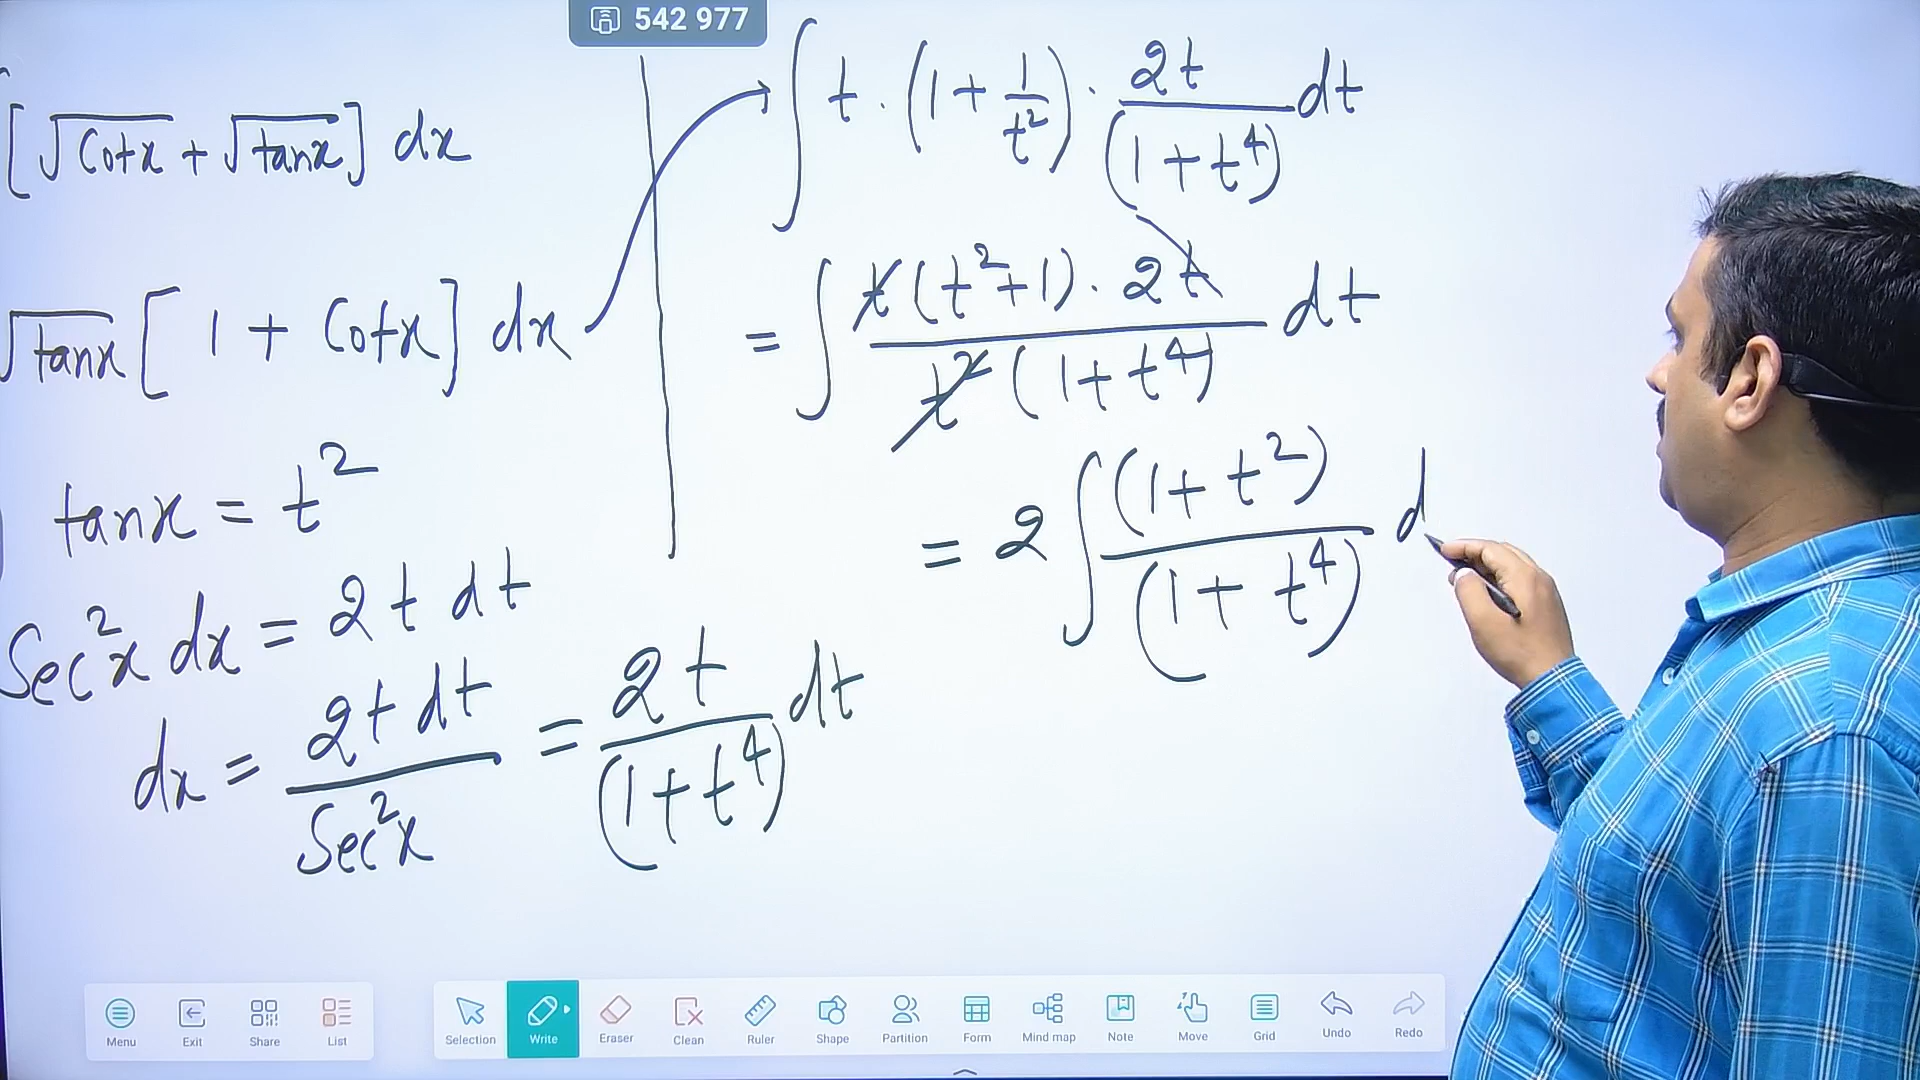 542 977
[√cotx + √tanx] dx
√tanx [1 + Cotx] dx
tanx = t²
Sec²x dx = 2t dt
dx = 2t dt / Sec²x = 2t / (1+t⁴) dt
∫ t · (1 + 1/t²) · 2t / (1+t⁴) dt
= ∫ t(t²+1) · 2t / t²(1+t⁴) dt
= 2 ∫ (1+t²) / (1+t⁴) d
Menu Exit Share List Selection Write Eraser Clean Ruler Shape Partition Form Mind map Note Move Grid Undo Redo